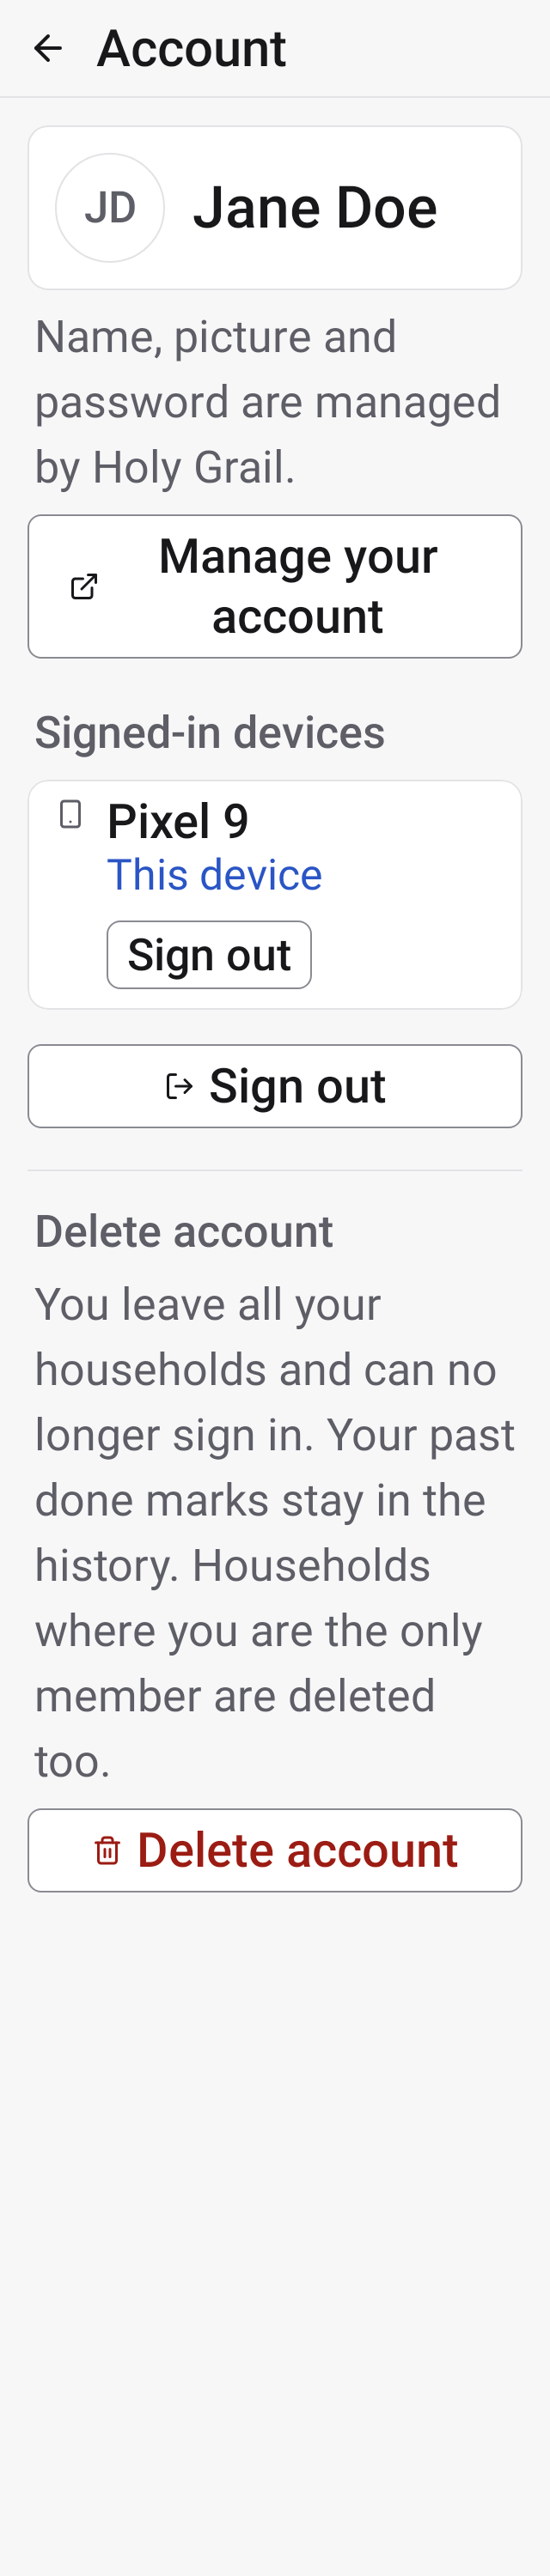 Account
JD
Jane Doe
Name, picture and
password are managed
by Holy Grail.
Manage your
account
Signed-in devices
Pixel 9
This device
Sign out
Sign out
Delete account
You leave all your
households and can no
longer sign in. Your past
done marks stay in the
history. Households
where you are the only
member are deleted
too.
Delete account